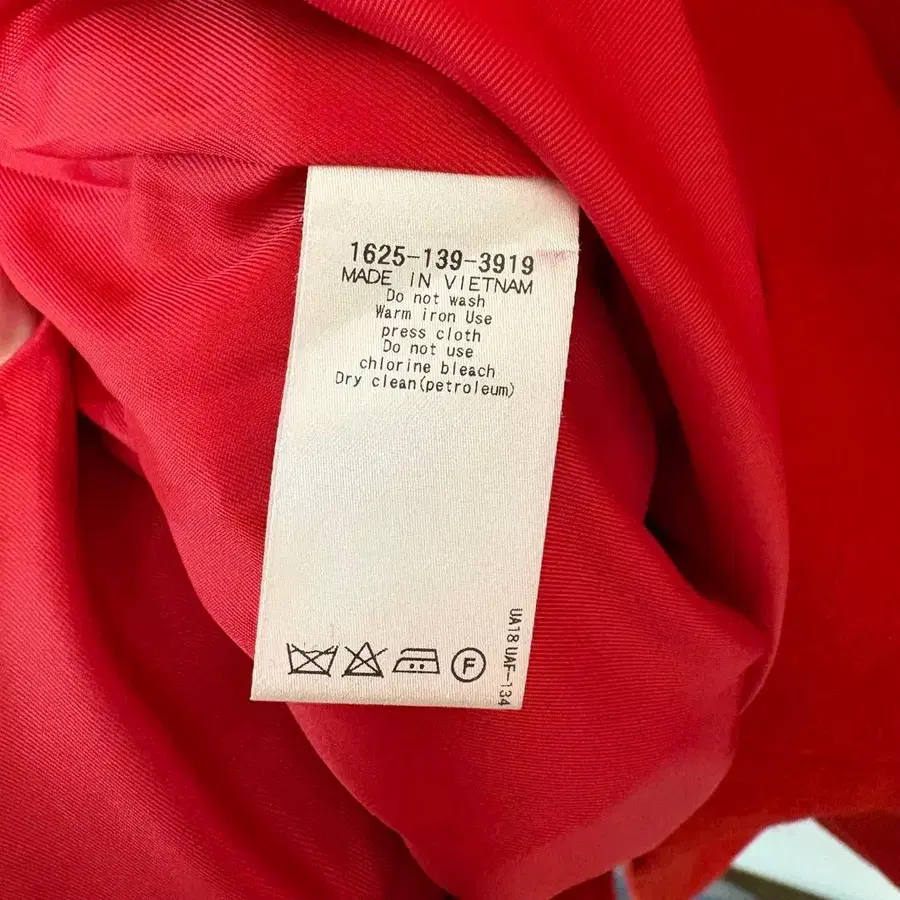 1625-139-3919
MADE IN VIETNAM
Do not wash
Warm iron Use
press cloth
Do not use
chlorine bleach
Dry clean(petroleum)
F
UA18 UAF-134